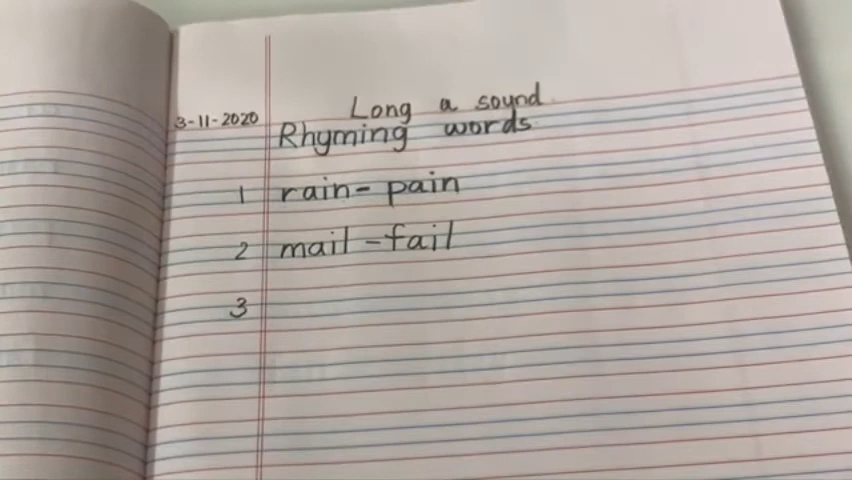 Long a sound
3-11-2020 Rhyming words
1 rain - pain
2 mail - fail
3